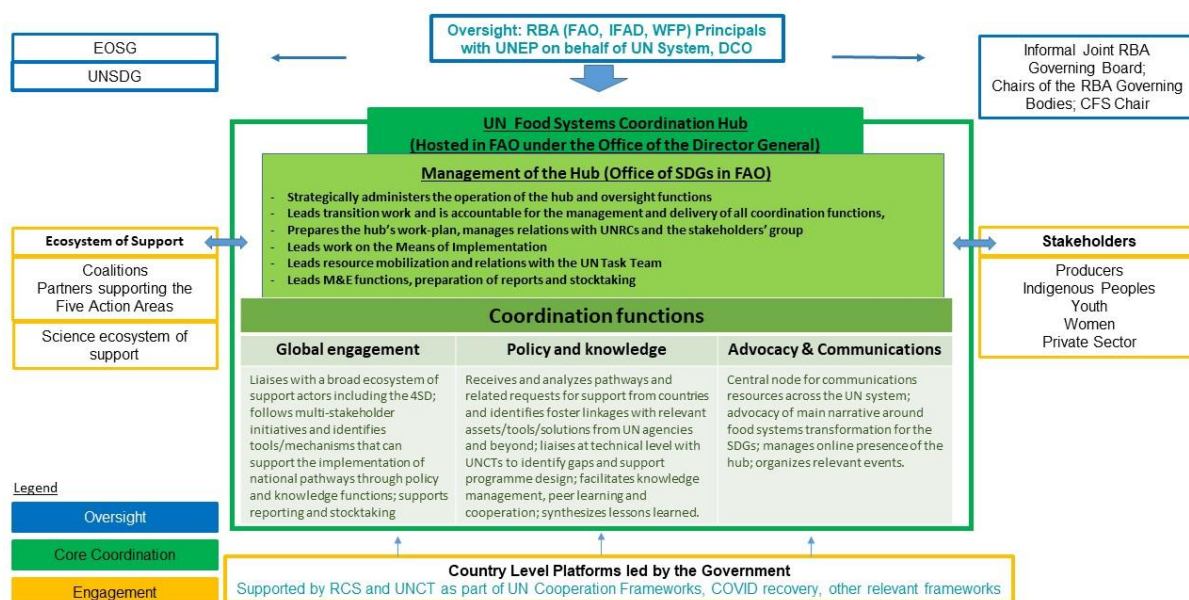 Oversight: RBA (FAO, IFAD, WFP) Principals
with UNEP on behalf of UN System, DCO
EOSG
UNSDG
Informal Joint RBA
Governing Board;
Chairs of the RBA Governing
Bodies; CFS Chair
UN Food Systems Coordination Hub
(Hosted in FAO under the Office of the Director General)
Management of the Hub (Office of SDGs in FAO)
- Strategically administers the operation of the hub and oversight functions
- Leads transition work and is accountable for the management and delivery of all coordination functions,
- Prepares the hub's work-plan, manages relations with UNRCs and the stakeholders' group
- Leads work on the Means of Implementation
- Leads resource mobilization and relations with the UN Task Team
- Leads M&E functions, preparation of reports and stocktaking
Ecosystem of Support
Coalitions
Partners supporting the
Five Action Areas
Science ecosystem of
support
Stakeholders
Producers
Indigenous Peoples
Youth
Women
Private Sector
Coordination functions
Global engagement
Liaises with a broad ecosystem of
support actors including the 4SD;
follows multi-stakeholder
initiatives and identifies
tools/mechanisms that can
support the implementation of
national pathways through policy
and knowledge functions; supports
reporting and stocktaking
Policy and knowledge
Receives and analyzes pathways and
related requests for support from countries
and identifies foster linkages with relevant
assets/tools/solutions from UN agencies
and beyond; liaises at technical level with
UNCTs to identify gaps and support
programme design; facilitates knowledge
management, peer learning and
cooperation; synthesizes lessons learned.
Advocacy & Communications
Central node for communications
resources across the UN system;
advocacy of main narrative around
food systems transformation for the
SDGs; manages online presence of the
hub; organizes relevant events.
Legend
Oversight
Core Coordination
Engagement
Country Level Platforms led by the Government
Supported by RCS and UNCT as part of UN Cooperation Frameworks, COVID recovery, other relevant frameworks